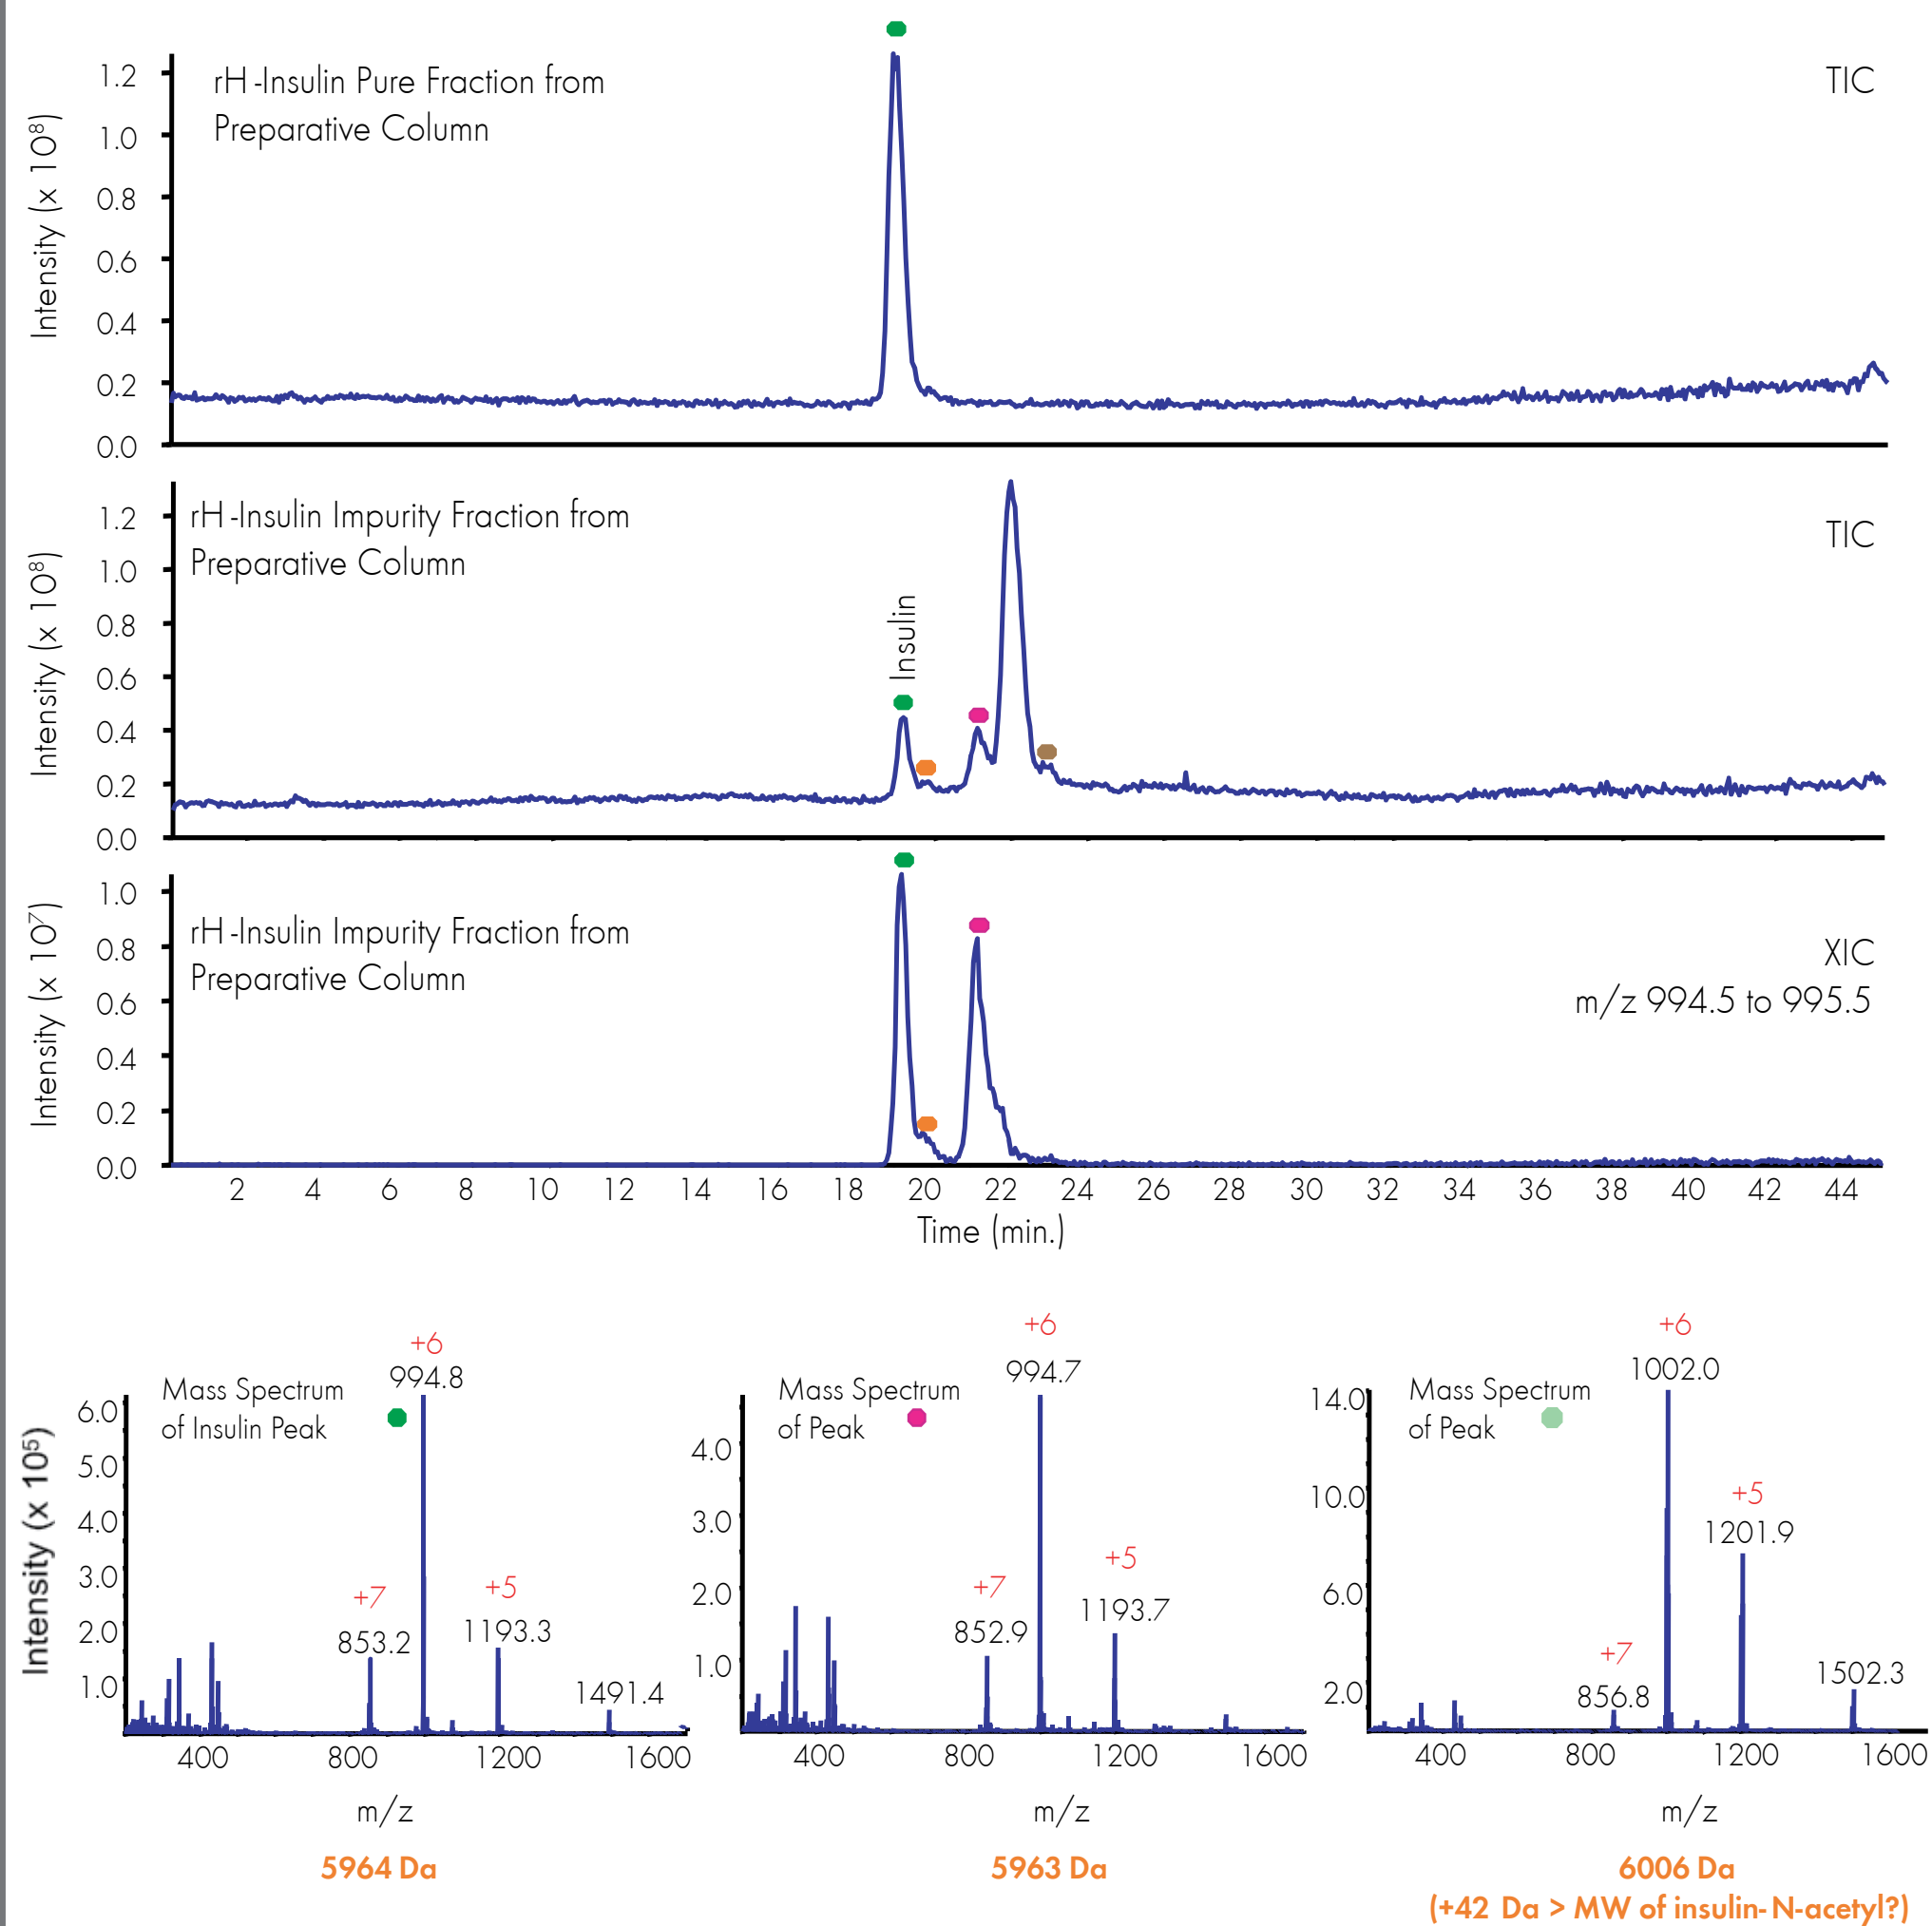 rH-Insulin Pure Fraction from
Preparative Column
TIC
Intensity (x 10⁸)
1.2
1.0
0.8
0.6
0.4
0.2
0.0
rH-Insulin Impurity Fraction from
Preparative Column
TIC
Insulin
Intensity (x 10⁸)
1.2
1.0
0.8
0.6
0.4
0.2
0.0
rH-Insulin Impurity Fraction from
Preparative Column
XIC
m/z 994.5 to 995.5
Intensity (x 10⁷)
1.0
0.8
0.6
0.4
0.2
0.0
2 4 6 8 10 12 14 16 18 20 22 24 26 28 30 32 34 36 38 40 42 44
Time (min.)
Intensity (x 10⁵)
Mass Spectrum
of Insulin Peak
+6
994.8
+7
853.2
+5
1193.3
1491.4
6.0
5.0
4.0
3.0
2.0
1.0
400 800 1200 1600
m/z
5964 Da
Mass Spectrum
of Peak
+6
994.7
+7
852.9
+5
1193.7
4.0
3.0
2.0
1.0
400 800 1200 1600
m/z
5963 Da
Mass Spectrum
of Peak
+6
1002.0
+5
1201.9
+7
856.8
1502.3
14.0
10.0
6.0
2.0
400 800 1200 1600
m/z
6006 Da
(+42 Da > MW of insulin-N-acetyl?)